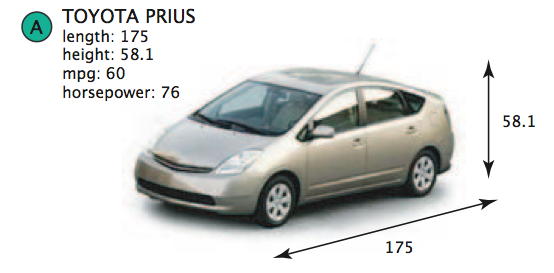 A
TOYOTA PRIUS
length: 175
height: 58.1
mpg: 60
horsepower: 76
58.1
175